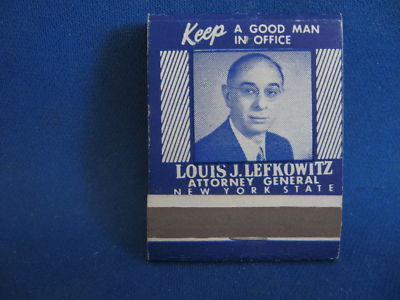 Keep A GOOD MAN
IN OFFICE
LOUIS J. LEFKOWITZ
ATTORNEY GENERAL
NEW YORK STATE